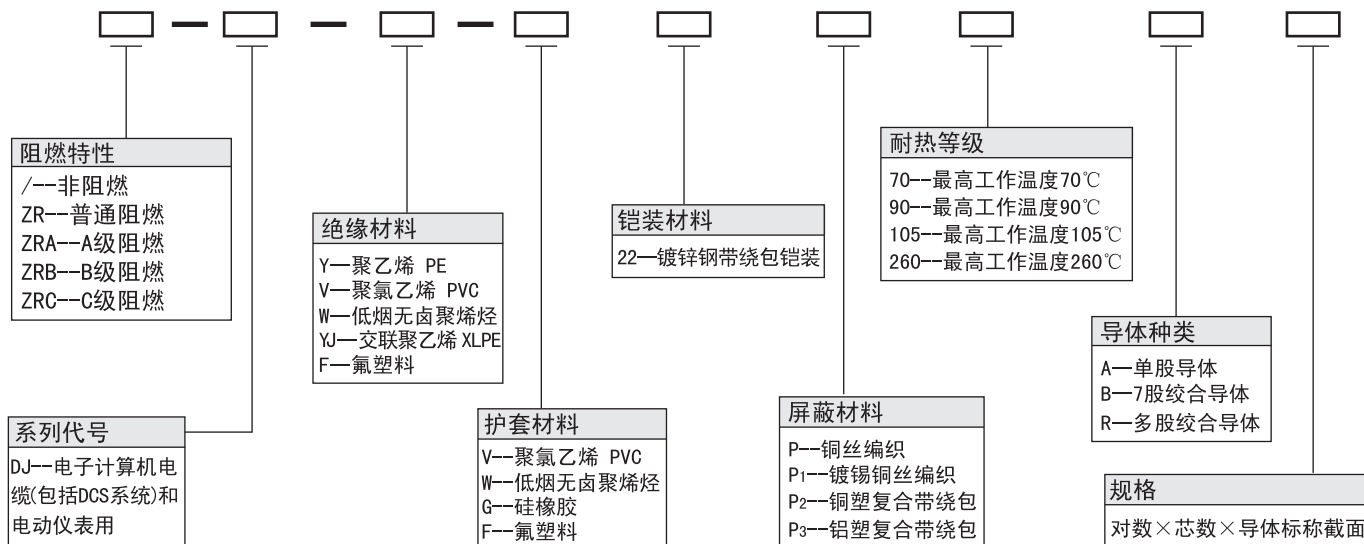 阻燃特性
/--非阻燃
ZR--普通阻燃
ZRA--A级阻燃
ZRB--B级阻燃
ZRC--C级阻燃
系列代号
DJ--电子计算机电
缆(包括DCS系统)和
电动仪表用
绝缘材料
Y—聚乙烯 PE
V—聚氯乙烯 PVC
W—低烟无卤聚烯烃
YJ—交联聚乙烯 XLPE
F—氟塑料
护套材料
V--聚氯乙烯 PVC
W--低烟无卤聚烯烃
G--硅橡胶
F--氟塑料
铠装材料
22—镀锌钢带绕包铠装
屏蔽材料
P--铜丝编织
P1--镀锡铜丝编织
P2--铜塑复合带绕包
P3--铝塑复合带绕包
耐热等级
70--最高工作温度70℃
90--最高工作温度90℃
105--最高工作温度105℃
260--最高工作温度260℃
导体种类
A—单股导体
B—7股绞合导体
R—多股绞合导体
规格
对数×芯数×导体标称截面